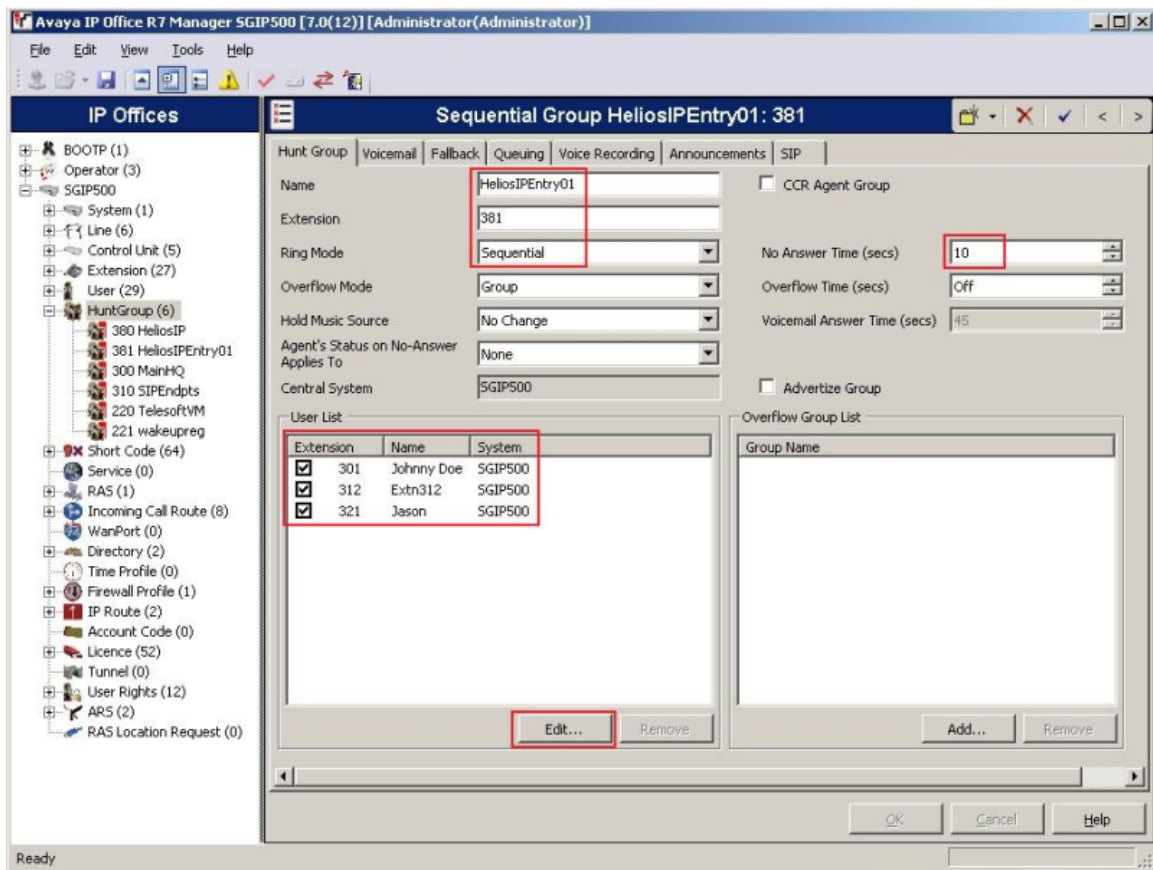 Avaya IP Office R7 Manager SGIP500 [7.0(12)] [Administrator(Administrator)]
File Edit View Tools Help
IP Offices
BOOTP (1)
Operator (3)
SGIP500
System (1)
Line (6)
Control Unit (5)
Extension (27)
User (29)
HuntGroup (6)
380 HeliosIP
381 HeliosIPEntry01
300 MainHQ
310 SIPEndpts
220 TelesoftVM
221 wakeupreg
Short Code (64)
Service (0)
RAS (1)
Incoming Call Route (8)
WanPort (0)
Directory (2)
Time Profile (0)
Firewall Profile (1)
IP Route (2)
Account Code (0)
Licence (52)
Tunnel (0)
User Rights (12)
ARS (2)
RAS Location Request (0)
Sequential Group HeliosIPEntry01: 381
Hunt Group Voicemail Fallback Queuing Voice Recording Announcements SIP
Name HeliosIPEntry01 CCR Agent Group
Extension 381
Ring Mode Sequential No Answer Time (secs) 10
Overflow Mode Group Overflow Time (secs) Off
Hold Music Source No Change Voicemail Answer Time (secs) 45
Agent's Status on No-Answer
Applies To None
Central System SGIP500 Advertize Group
User List
Extension Name System
301 Johnny Doe SGIP500
312 Extn312 SGIP500
321 Jason SGIP500
Edit... Remove
Overflow Group List
Group Name
Add... Remove
OK Cancel Help
Ready